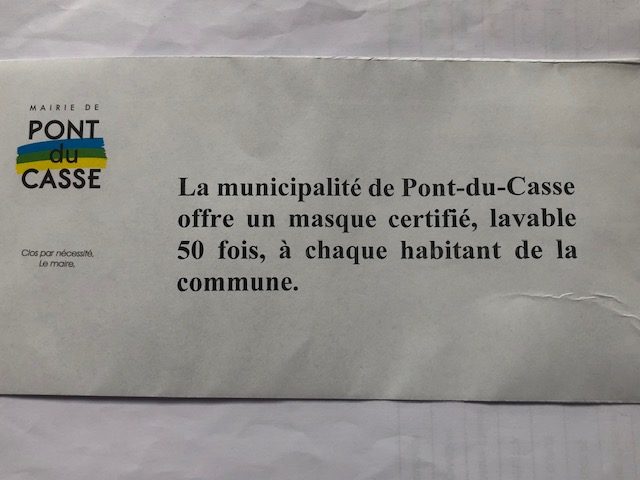 MAIRIE DE
PONT
du
CASSE
Clos par nécessité,
Le maire,
La municipalité de Pont-du-Casse
offre un masque certifié, lavable
50 fois, à chaque habitant de la
commune.